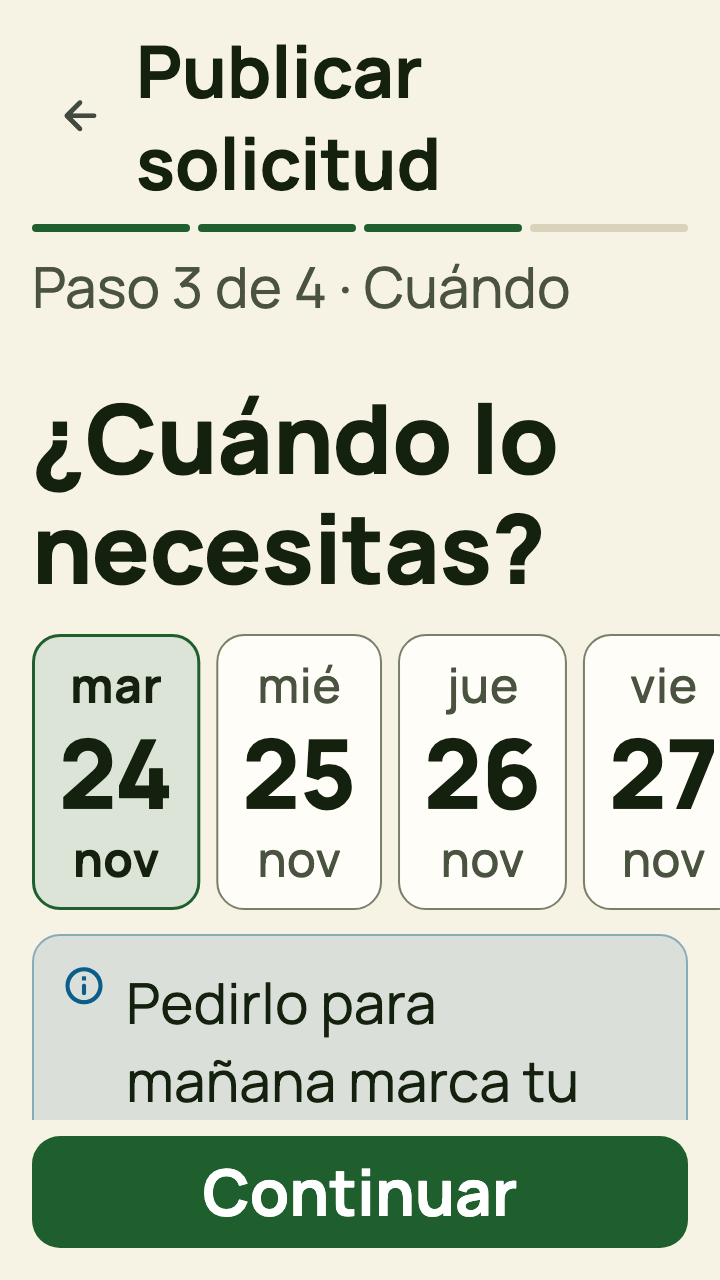 Publicar
solicitud
Paso 3 de 4 · Cuándo
¿Cuándo lo
necesitas?
mar
24
nov
mié
25
nov
jue
26
nov
vie
27
nov
Pedirlo para
mañana marca tu
Continuar